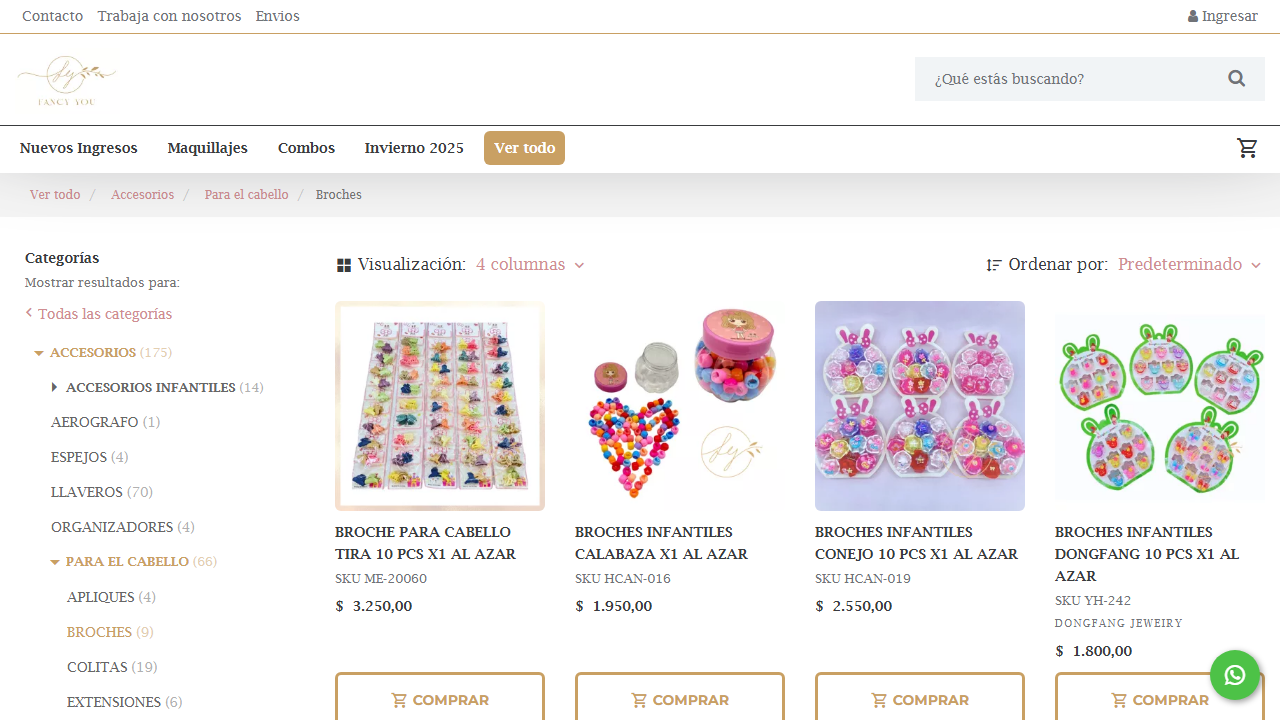 Contacto Trabaja con nosotros Envios Ingresar
FANCY YOU
¿Qué estás buscando?
Nuevos Ingresos Maquillajes Combos Invierno 2025 Ver todo
Ver todo / Accesorios / Para el cabello / Broches
Categorías
Mostrar resultados para:
Todas las categorías
ACCESORIOS (175)
ACCESORIOS INFANTILES (14)
AEROGRAFO (1)
ESPEJOS (4)
LLAVEROS (70)
ORGANIZADORES (4)
PARA EL CABELLO (66)
APLIQUES (4)
BROCHES (9)
COLITAS (19)
EXTENSIONES (6)
Visualización: 4 columnas
Ordenar por: Predeterminado
BROCHE PARA CABELLO
TIRA 10 PCS X1 AL AZAR
SKU ME-20060
$ 3.250,00
COMPRAR
BROCHES INFANTILES
CALABAZA X1 AL AZAR
SKU HCAN-016
$ 1.950,00
COMPRAR
BROCHES INFANTILES
CONEJO 10 PCS X1 AL AZAR
SKU HCAN-019
$ 2.550,00
COMPRAR
BROCHES INFANTILES
DONGFANG 10 PCS X1 AL
AZAR
SKU YH-242
DONGFANG JEWEIRY
$ 1.800,00
COMPRAR